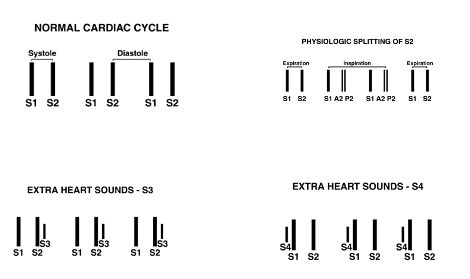 NORMAL CARDIAC CYCLE
Systole Diastole
S1 S2 S1 S2 S1 S2
PHYSIOLOGIC SPLITTING OF S2
Expiration Inspiration Expiration
S1 S2 S1 A2 P2 S1 A2 P2 S1 S2
EXTRA HEART SOUNDS - S3
S1 S2 S3 S1 S2 S3 S1 S2 S3
EXTRA HEART SOUNDS - S4
S4 S1 S2 S4 S1 S2 S4 S1 S2